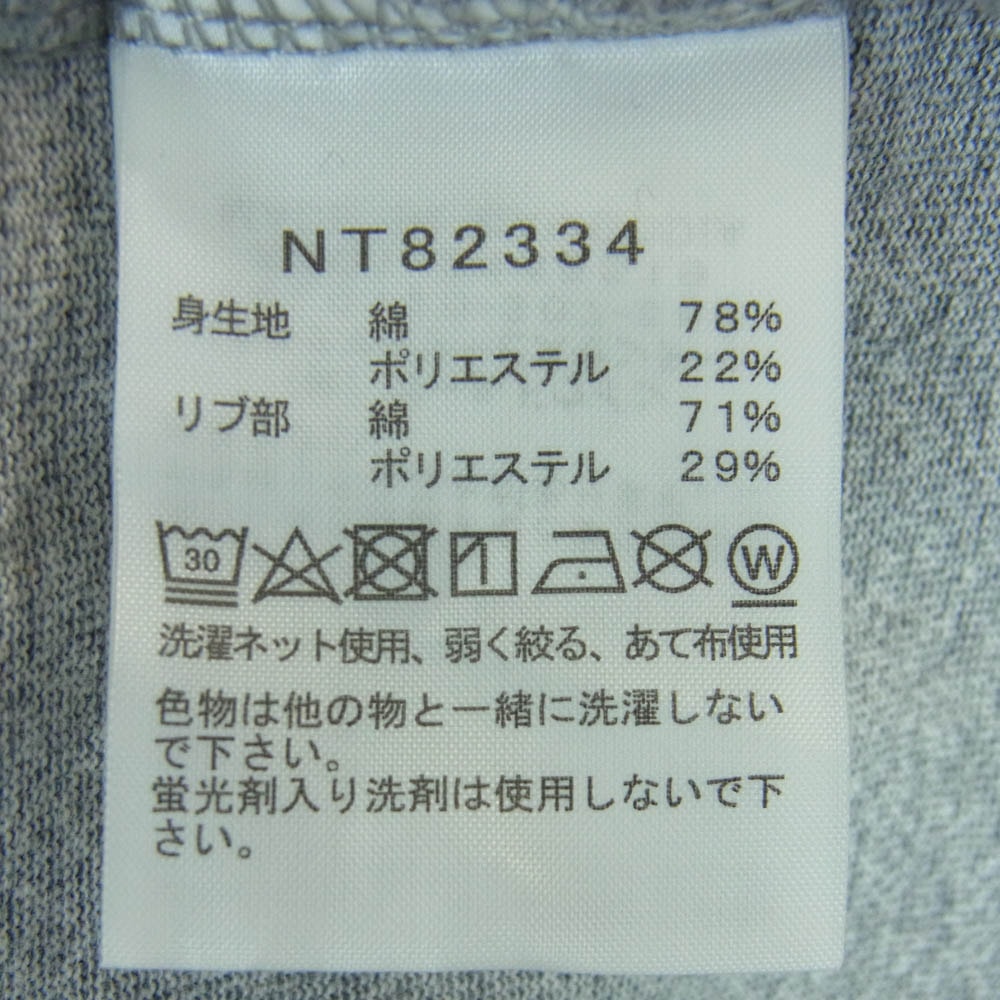 NT82334
身生地 綿 78%
ポリエステル 22%
リブ部 綿 71%
ポリエステル 29%
30 W
洗濯ネット使用、弱く絞る、あて布使用
色物は他の物と一緒に洗濯しない
で下さい。
蛍光剤入り洗剤は使用しないで下
さい。